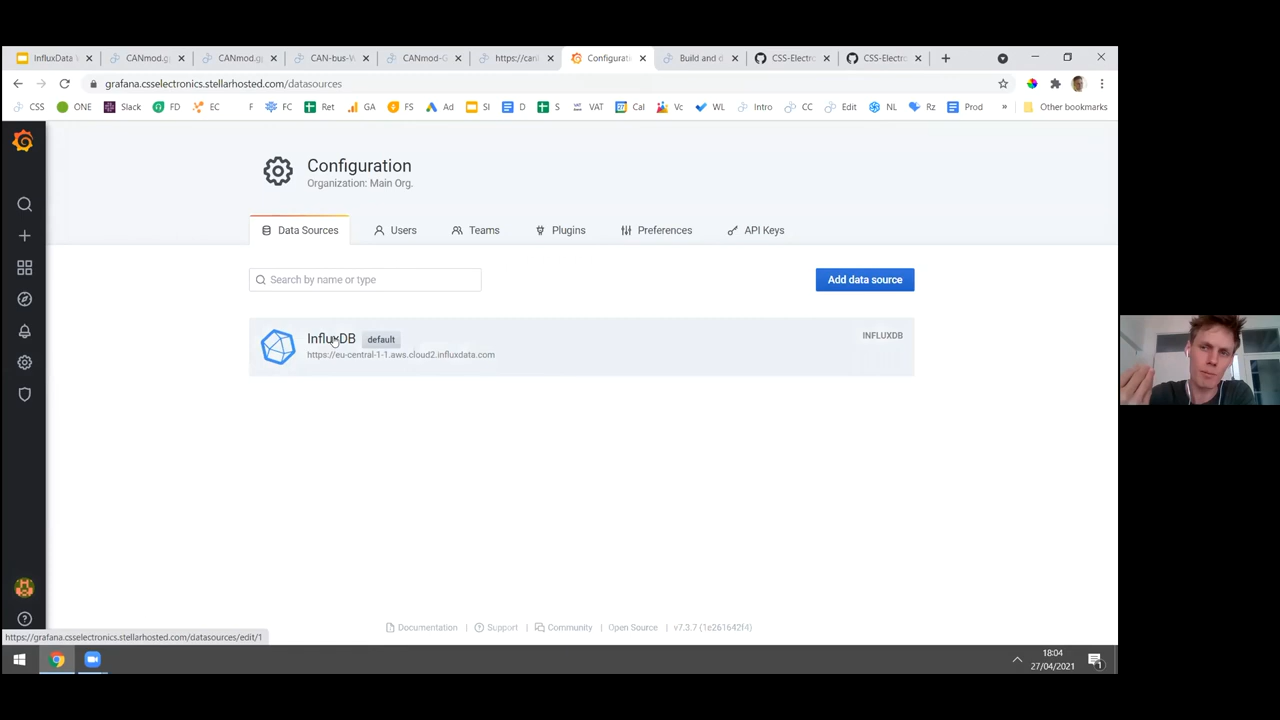 InfluxData
CANmod.g
CANmod.g
CAN-bus-
CANmod-G
https://can
Configurati
Build and d
CSS-Electro
CSS-Electro
grafana.csselectronics.stellarhosted.com/datasources
CSS ONE Slack FD EC F FC Ret GA FS Ad SI D S VAT Cal Vc WL Intro CC Edit NL Rz Prod » Other bookmarks
Configuration
Organization: Main Org.
Data Sources Users Teams Plugins Preferences API Keys
Search by name or type
Add data source
InfluxDB default
INFLUXDB
https://eu-central-1-1.aws.cloud2.influxdata.com
Documentation | Support | Community | Open Source | v7.3.7 (1e261642f4)
https://grafana.csselectronics.stellarhosted.com/datasources/edit/1
18:04
27/04/2021
1